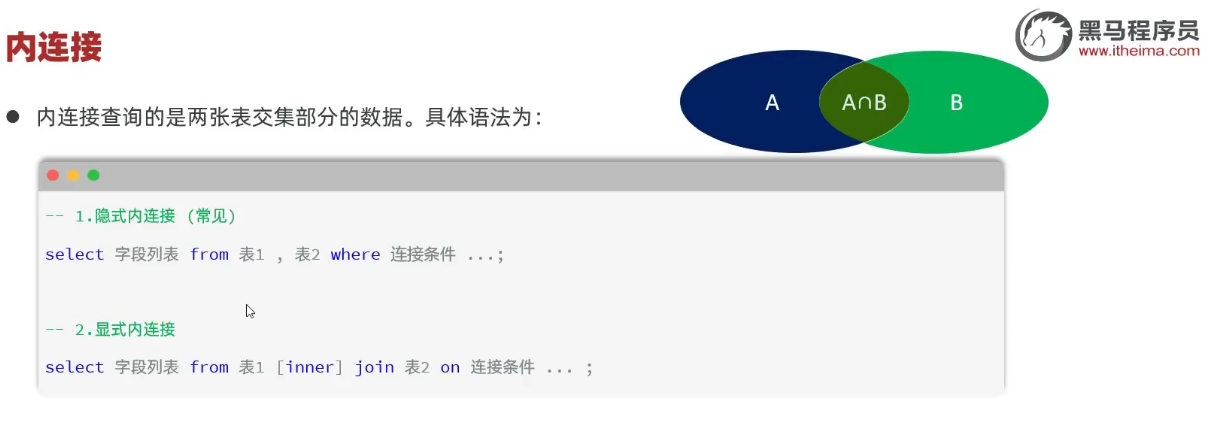 内连接
黑马程序员
www.itheima.com
A
A∩B
B
● 内连接查询的是两张表交集部分的数据。具体语法为：
-- 1.隐式内连接 (常见)
select 字段列表 from 表1 , 表2 where 连接条件 ...;
-- 2.显式内连接
select 字段列表 from 表1 [inner] join 表2 on 连接条件 ... ;